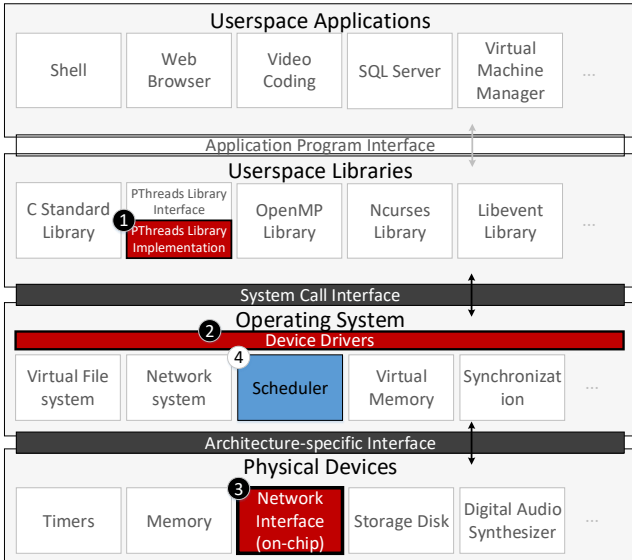 Userspace Applications
Shell
Web
Browser
Video
Coding
SQL Server
Virtual
Machine
Manager
...
Application Program Interface
Userspace Libraries
C Standard
Library
1
PThreads Library
Interface
PThreads Library
Implementation
OpenMP
Library
Ncurses
Library
Libevent
Library
...
System Call Interface
Operating System
2
Device Drivers
Virtual File
system
Network
system
4
Scheduler
Virtual
Memory
Synchronizat
ion
...
Architecture-specific Interface
Physical Devices
Timers
Memory
3
Network
Interface
(on-chip)
Storage Disk
Digital Audio
Synthesizer
...